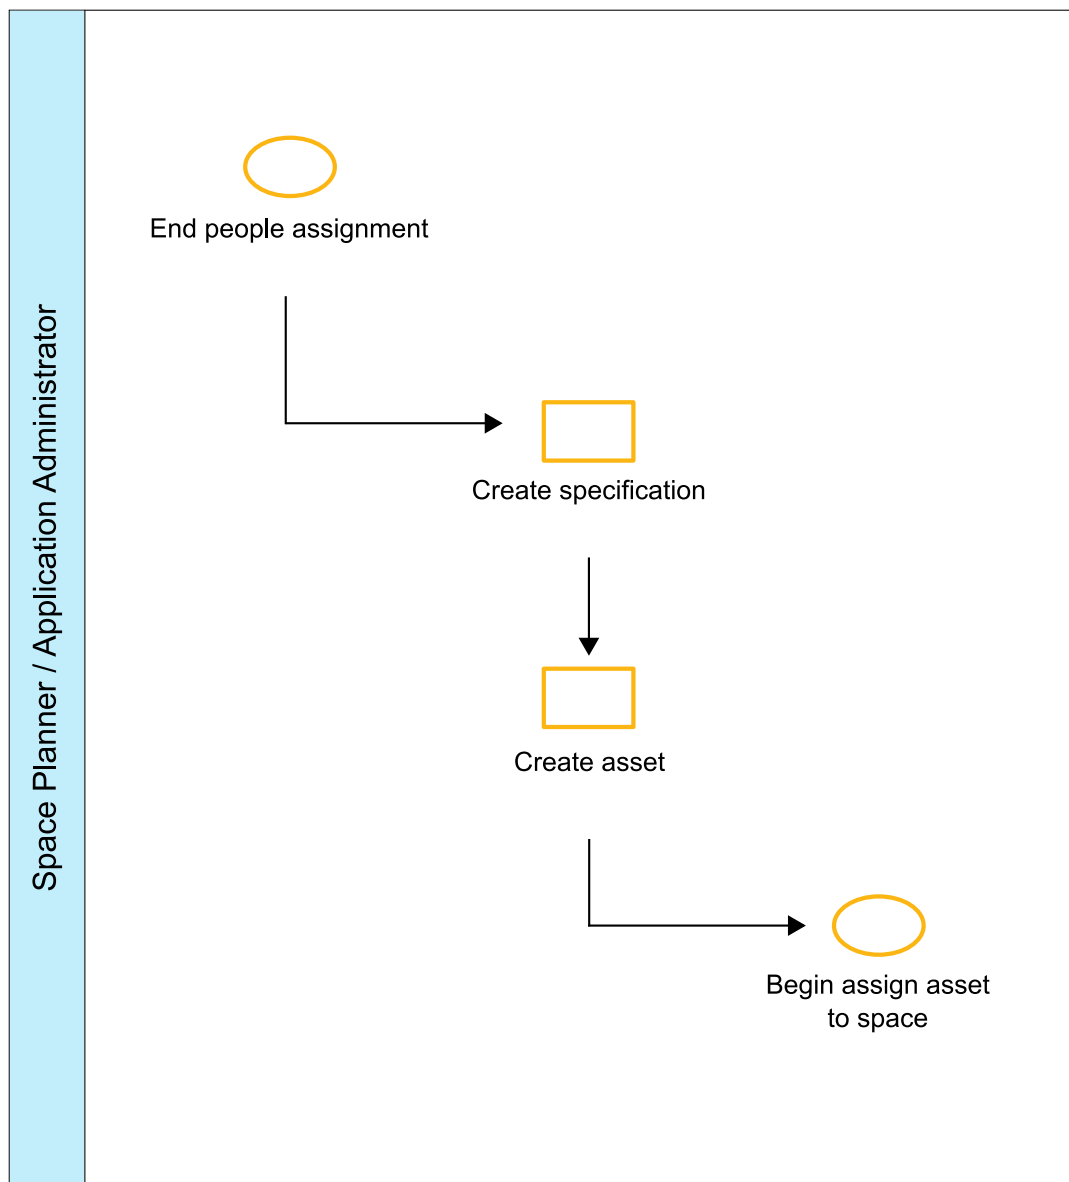 Space Planner / Application Administrator
End people assignment
Create specification
Create asset
Begin assign asset
to space